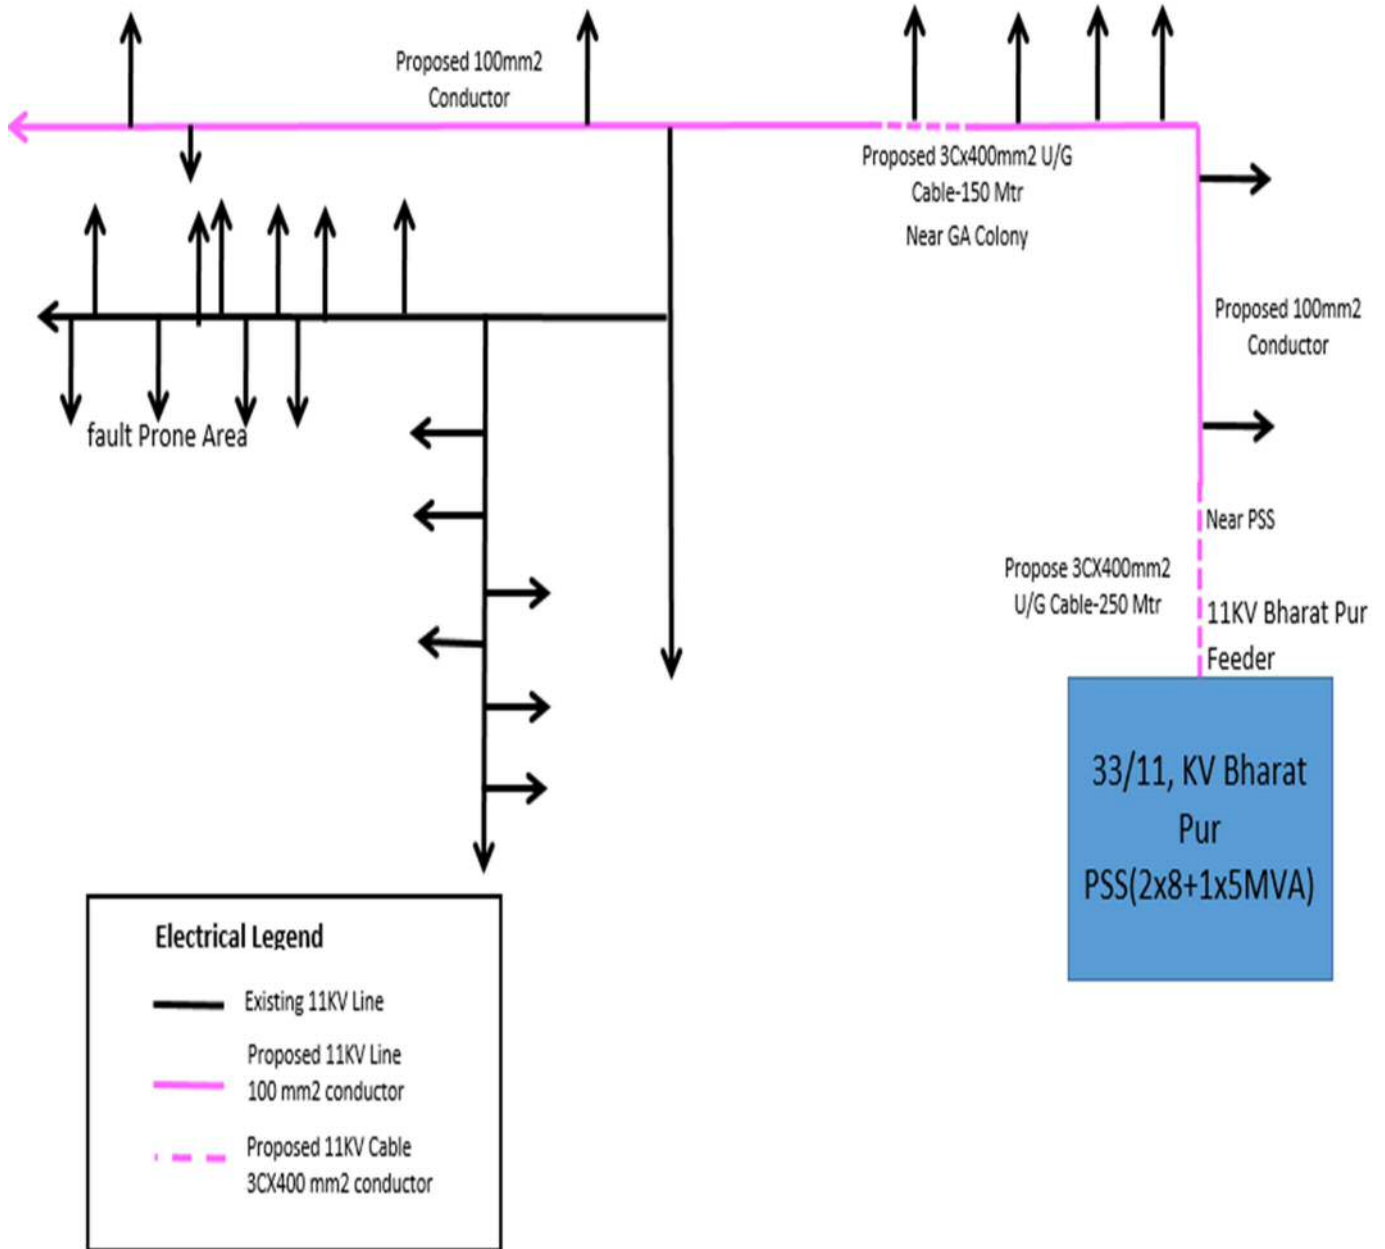 Proposed 100mm2
Conductor
Proposed 3Cx400mm2 U/G
Cable-150 Mtr
Near GA Colony
Proposed 100mm2
Conductor
fault Prone Area
Near PSS
Propose 3CX400mm2
U/G Cable-250 Mtr
11KV Bharat Pur
Feeder
33/11, KV Bharat
Pur
PSS(2x8+1x5MVA)
Electrical Legend
Existing 11KV Line
Proposed 11KV Line
100 mm2 conductor
Proposed 11KV Cable
3CX400 mm2 conductor